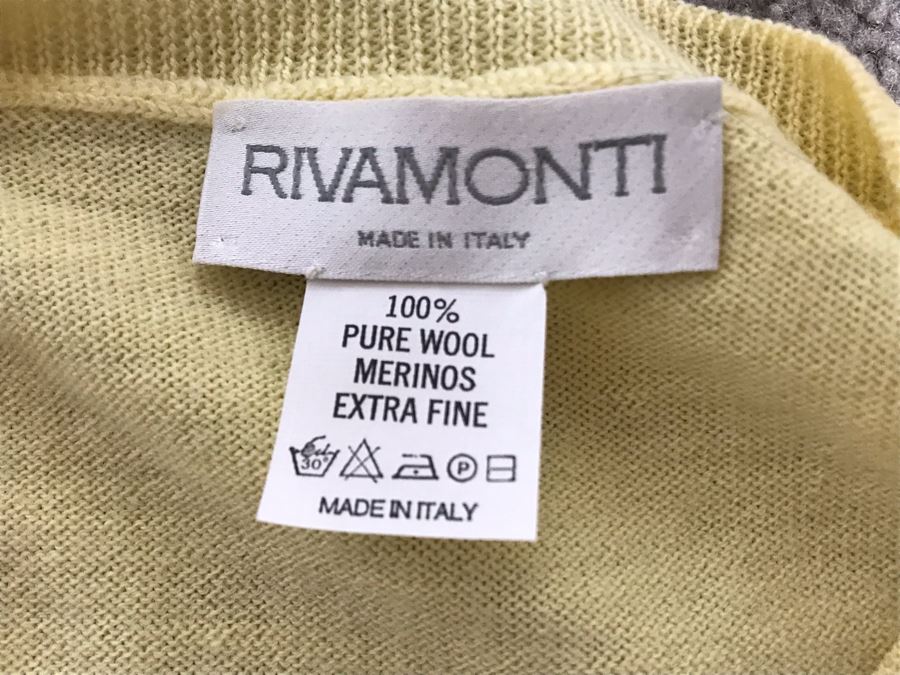 RIVAMONTI
MADE IN ITALY
100%
PURE WOOL
MERINOS
EXTRA FINE
30° P
MADE IN ITALY